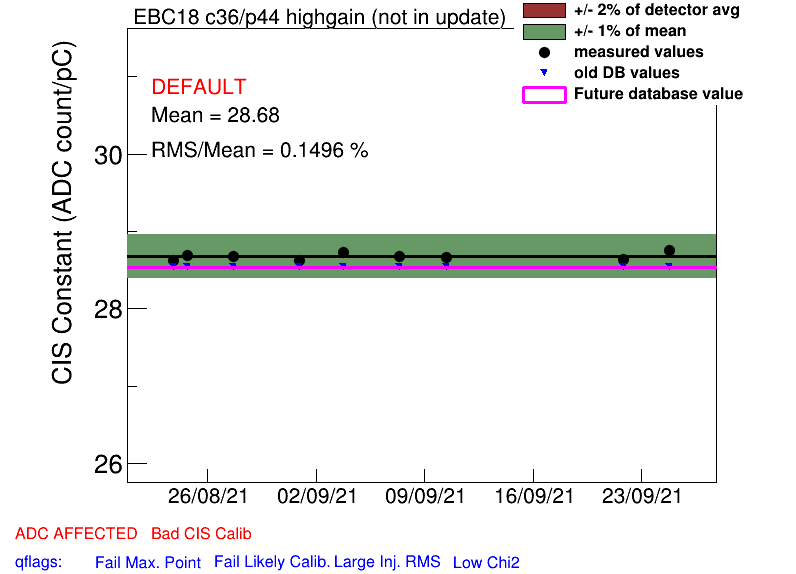 EBC18 c36/p44 highgain (not in update)
+/- 2% of detector avg
+/- 1% of mean
measured values
old DB values
Future database value
DEFAULT
Mean = 28.68
RMS/Mean = 0.1496 %
CIS Constant (ADC count/pC)
30
28
26
26/08/21 02/09/21 09/09/21 16/09/21 23/09/21
ADC AFFECTED Bad CIS Calib
qflags: Fail Max. Point Fail Likely Calib. Large Inj. RMS Low Chi2